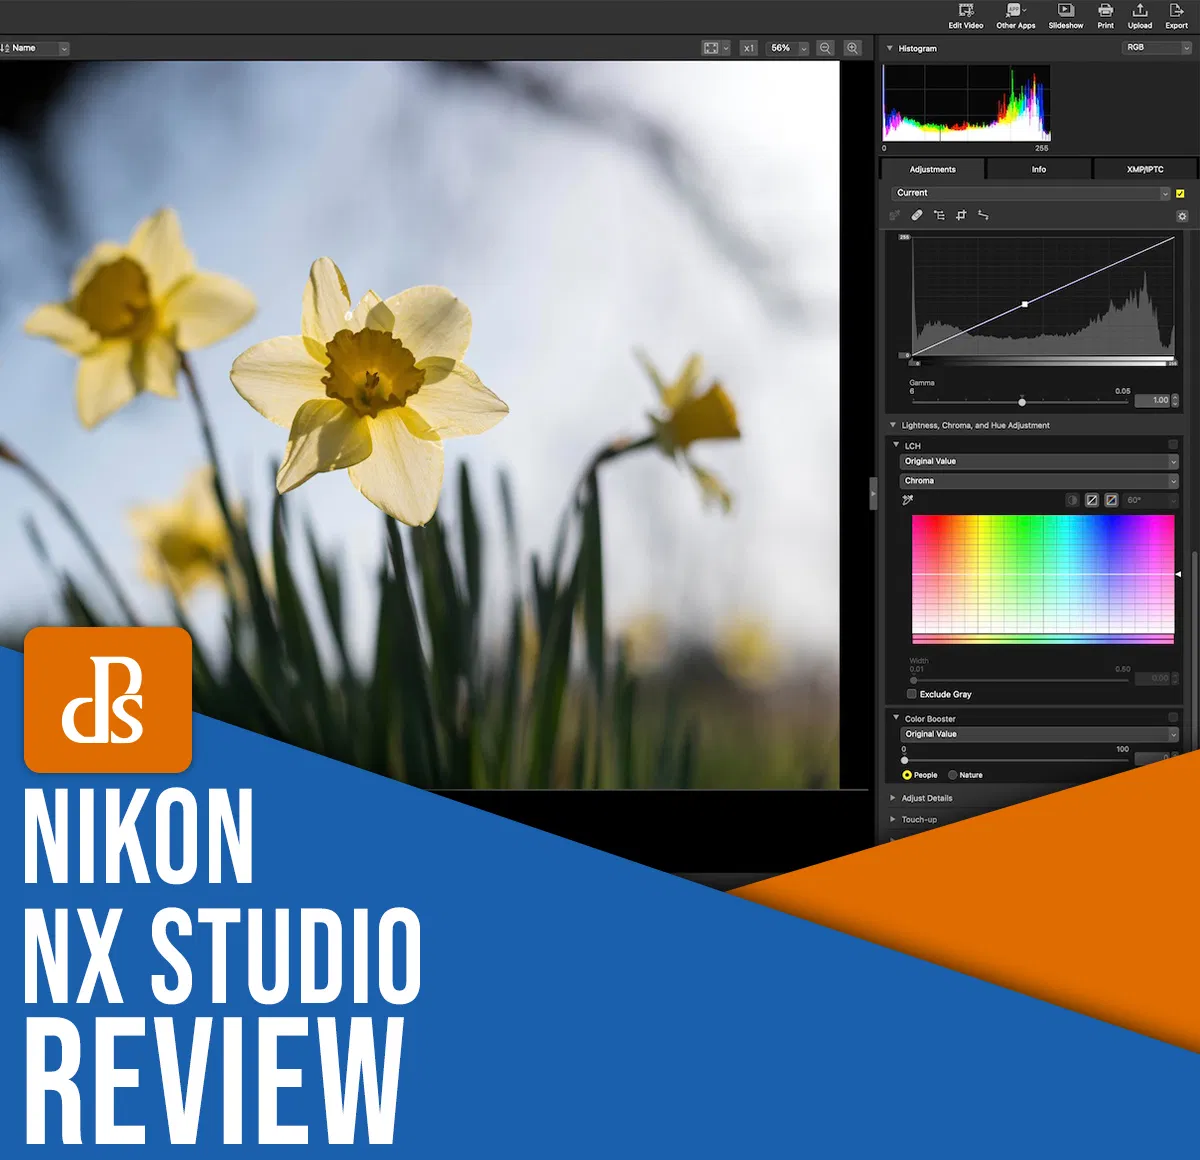 Edit Video Other Apps Slideshow Print Upload Export
Name
x1 56%
Histogram RGB
0 255
Adjustments Info XMP/IPTC
Current
255
0
Gamma
6 0.05
1.00
Lightness, Chroma, and Hue Adjustment
LCH
Original Value
Chroma
60°
Width
0.01 0.50
0.00
Exclude Gray
Color Booster
Original Value
0 100
People Nature
Adjust Details
Touch-up
dPs
NIKON
NX STUDIO
REVIEW